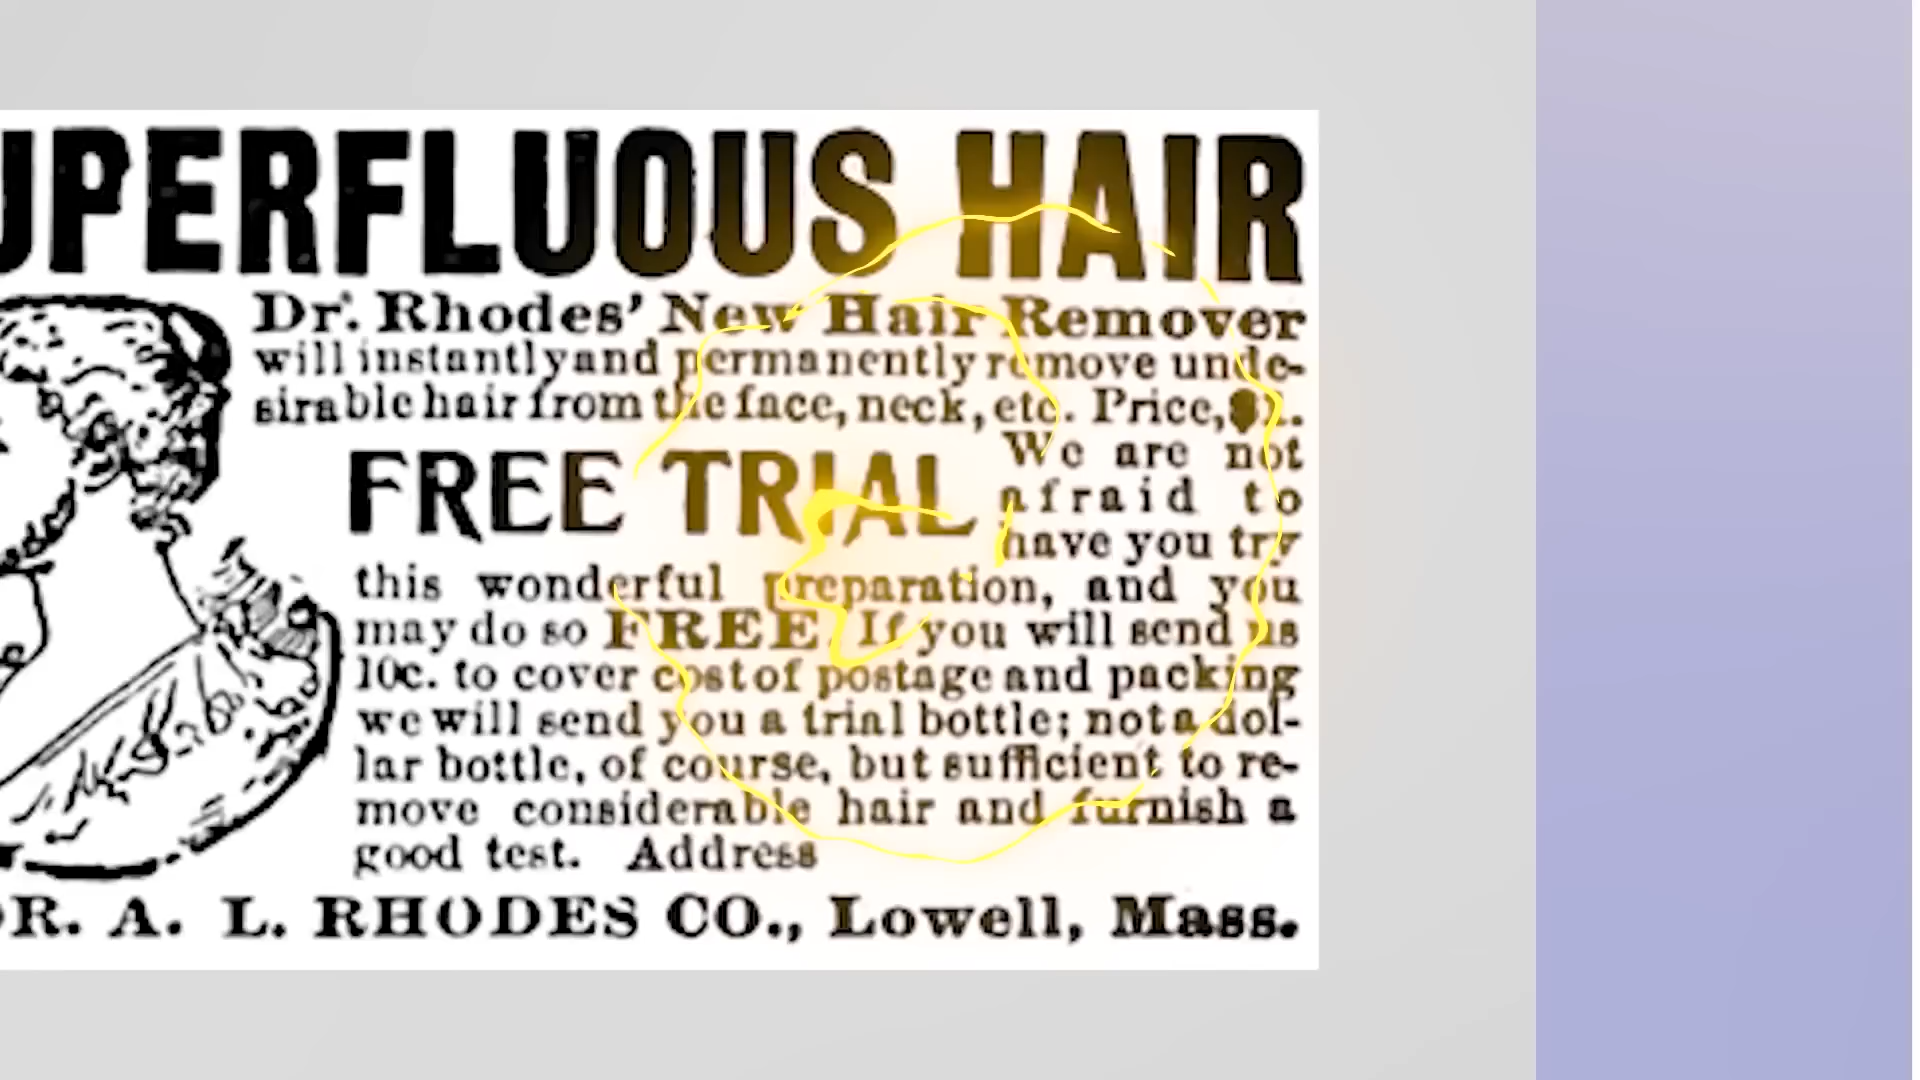 UPERFLUOUS HAIR
Dr. Rhodes' New Hair Remover
will instantly and permanently remove unde-
sirable hair from the face, neck, etc. Price, $1.
FREE TRIAL
We are not
afraid to
have you try
this wonderful preparation, and you
may do so FREE. If you will send us
10c. to cover cost of postage and packing
we will send you a trial bottle; not a dol-
lar bottle, of course, but sufficient to re-
move considerable hair and furnish a
good test. Address
DR. A. L. RHODES CO., Lowell, Mass.